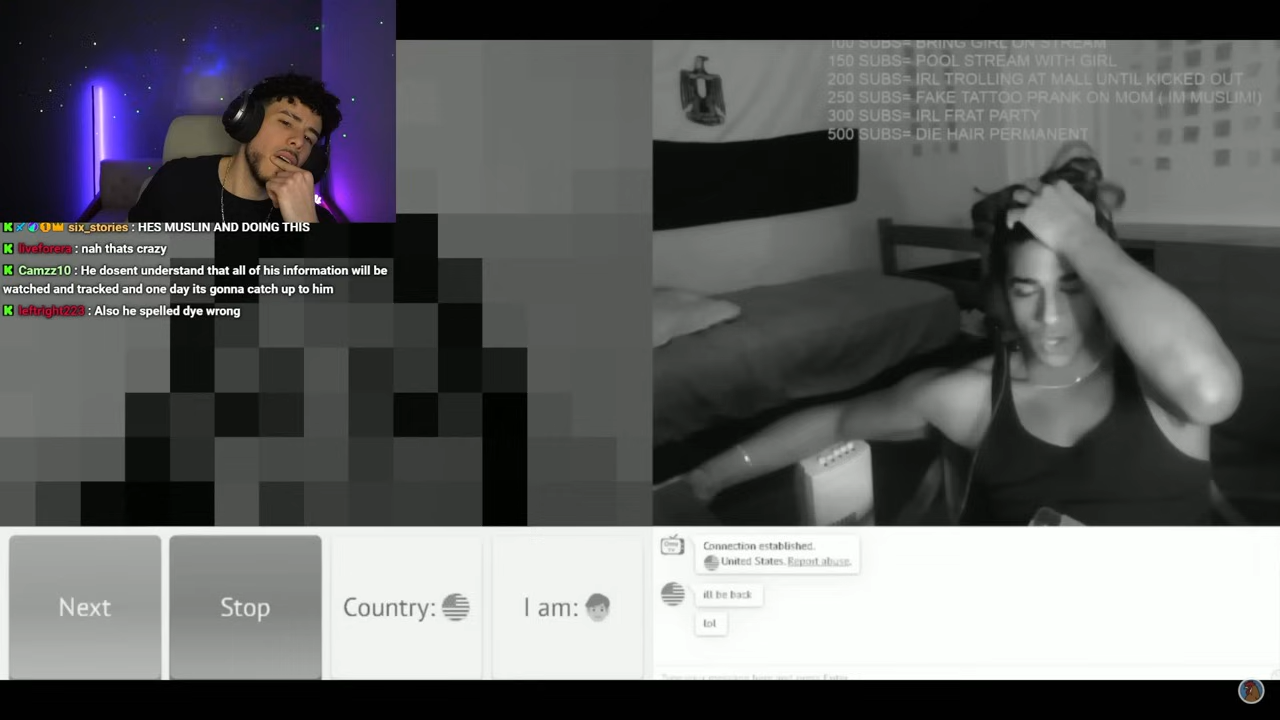 100 SUBS= BRING GIRL ON STREAM
150 SUBS= POOL STREAM WITH GIRL
200 SUBS= IRL TROLLING AT MALL UNTIL KICKED OUT
250 SUBS= FAKE TATTOO PRANK ON MOM ( IM MUSLIM!)
300 SUBS= IRL FRAT PARTY
500 SUBS= DIE HAIR PERMANENT
six_stories : HES MUSLIN AND DOING THIS
liveforera : nah thats crazy
Camzz10 : He dosent understand that all of his information will be
watched and tracked and one day its gonna catch up to him
leftright223 : Also he spelled dye wrong
Next
Stop
Country:
I am:
Connection established.
United States. Report abuse.
ill be back
lol